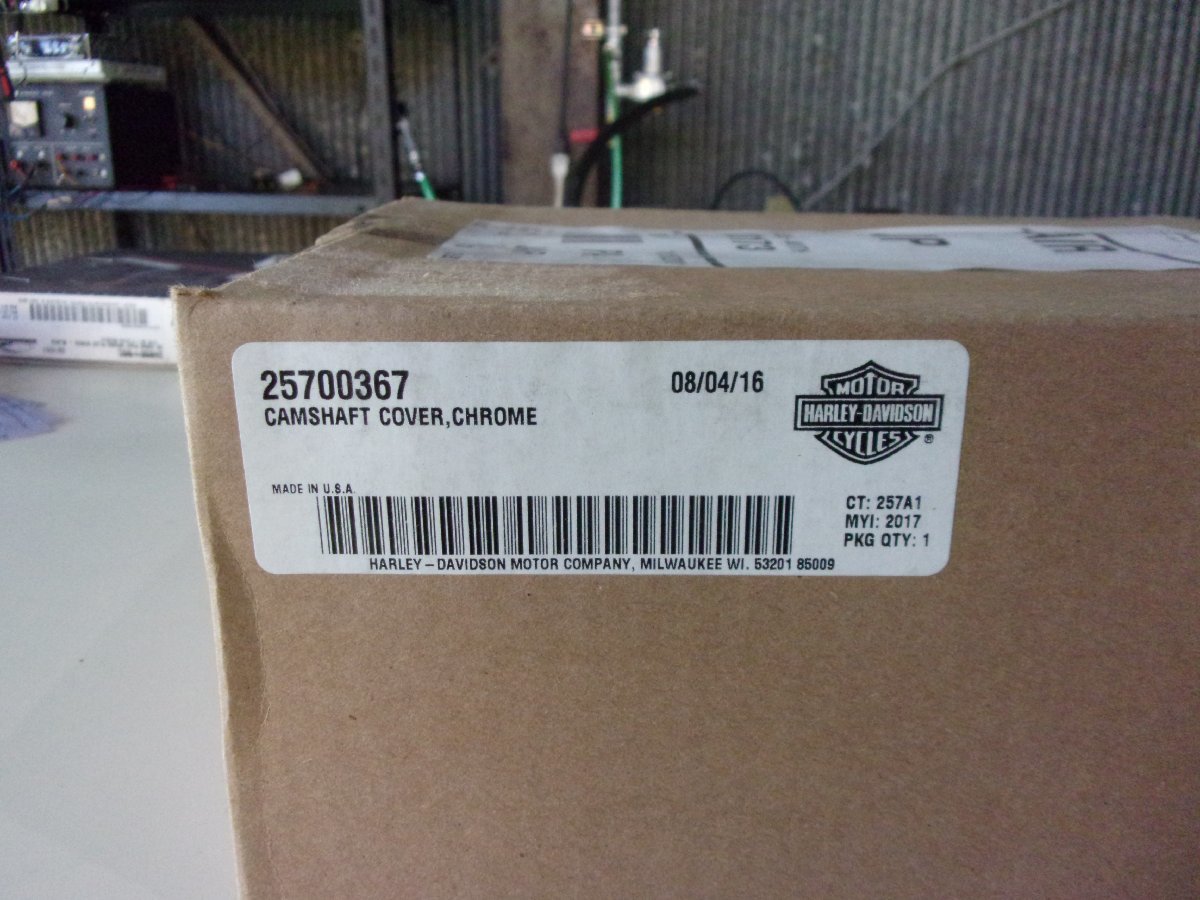 25700367
08/04/16
CAMSHAFT COVER,CHROME
MOTOR
HARLEY-DAVIDSON
CYCLES
®
MADE IN U.S.A.
CT: 257A1
MYI: 2017
PKG QTY: 1
HARLEY-DAVIDSON MOTOR COMPANY, MILWAUKEE WI. 53201 85009
JP